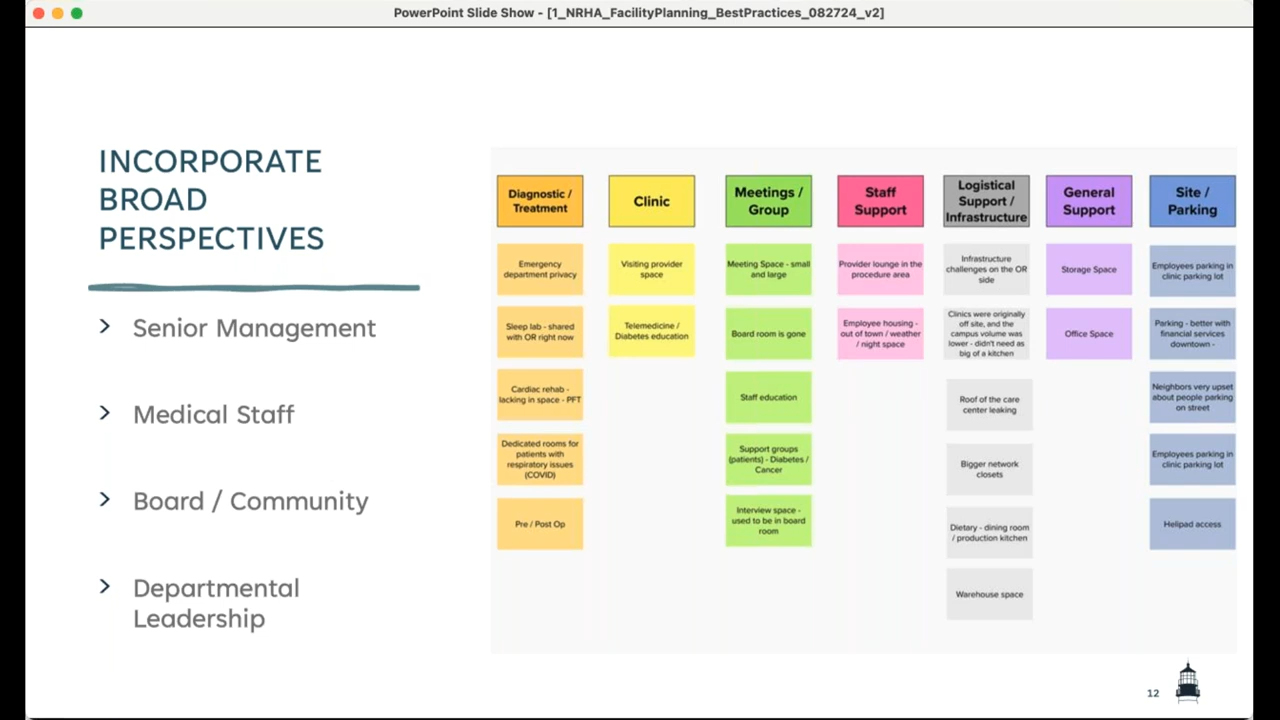 PowerPoint Slide Show - [1_NRHA_FacilityPlanning_BestPractices_082724_v2]
INCORPORATE
BROAD
PERSPECTIVES
> Senior Management
> Medical Staff
> Board / Community
> Departmental
Leadership
Diagnostic /
Treatment
Emergency
department privacy
Sleep lab - shared
with OR right now
Cardiac rehab -
lacking in space - PFT
Dedicated rooms for
patients with
respiratory issues
(COVID)
Pre / Post Op
Clinic
Visiting provider
space
Telemedicine /
Diabetes education
Meetings /
Group
Meeting Space - small
and large
Board room is gone
Staff education
Support groups
(patients) - Diabetes /
Cancer
Interview space -
used to be in board
room
Staff
Support
Provider lounge in the
procedure area
Employee housing -
out of town / weather
/ night space
Logistical
Support /
Infrastructure
Infrastructure
challenges on the OR
side
Clinics were originally
off site, and the
campus volume was
lower - didn't need as
big of a kitchen
Roof of the care
center leaking
Bigger network
closets
Dietary - dining room
/ production kitchen
Warehouse space
General
Support
Storage Space
Office Space
Site /
Parking
Employees parking in
clinic parking lot
Parking - better with
financial services
downtown -
Neighbors very upset
about people parking
on street
Employees parking in
clinic parking lot
Helipad access
12